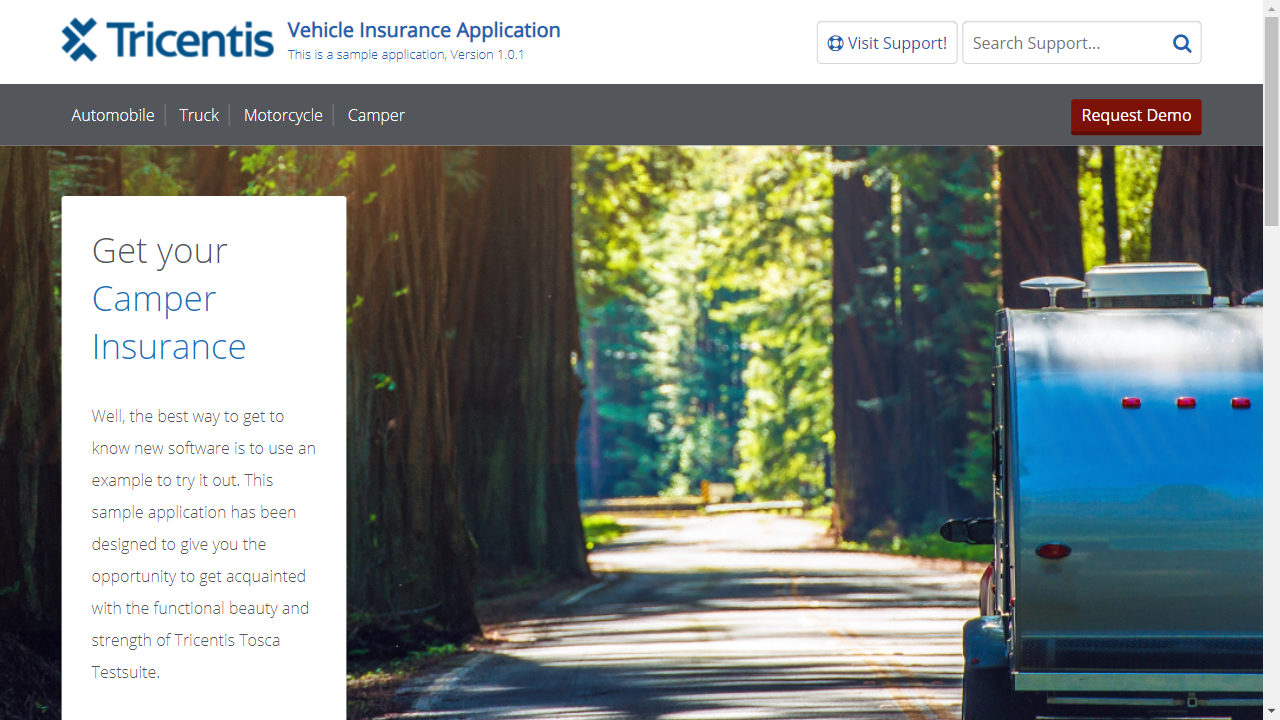 Tricentis
Vehicle Insurance Application
This is a sample application, Version 1.0.1
Visit Support!
Search Support...
Automobile
Truck
Motorcycle
Camper
Request Demo
Get your
Camper
Insurance
Well, the best way to get to
know new software is to use an
example to try it out. This
sample application has been
designed to give you the
opportunity to get acquainted
with the functional beauty and
strength of Tricentis Tosca
Testsuite.